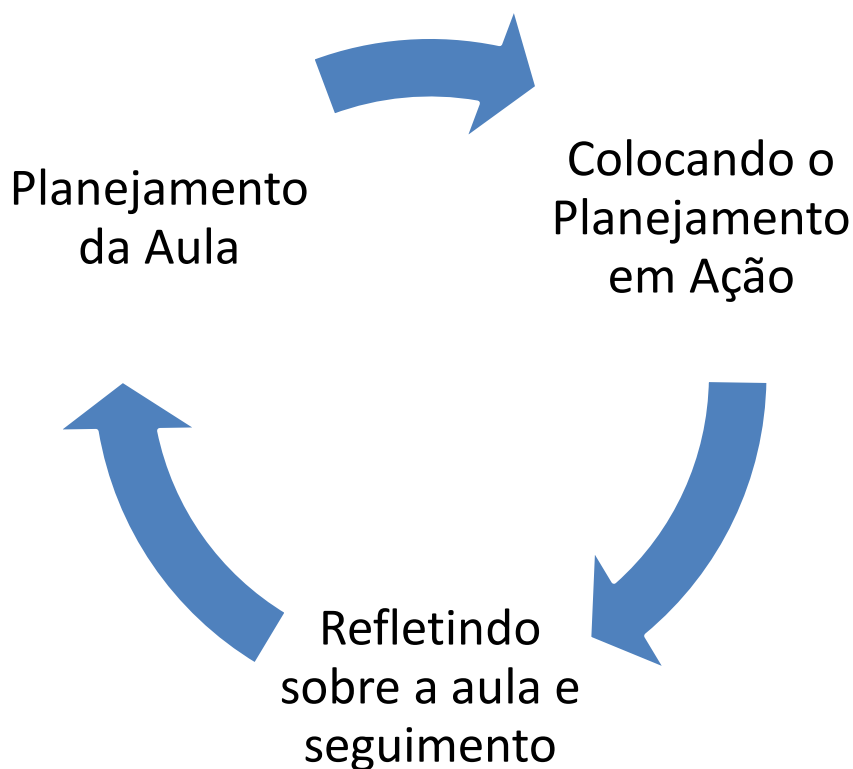 Planejamento
da Aula
Colocando o
Planejamento
em Ação
Refletindo
sobre a aula e
seguimento